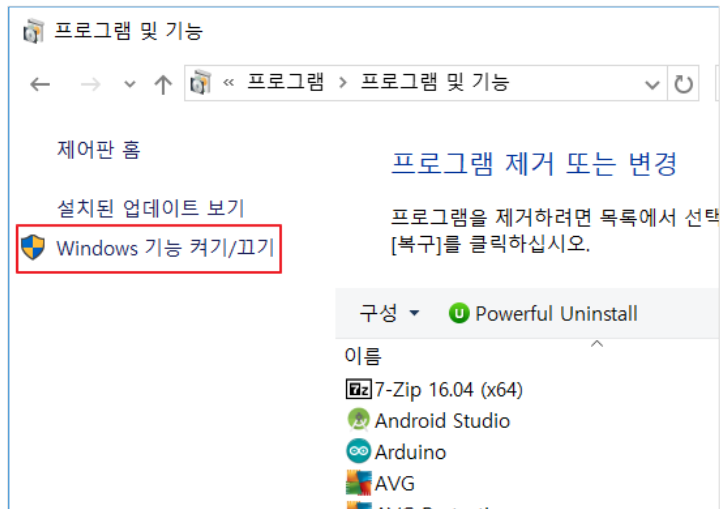 프로그램 및 기능
« 프로그램 > 프로그램 및 기능
제어판 홈
설치된 업데이트 보기
Windows 기능 켜기/끄기
프로그램 제거 또는 변경
프로그램을 제거하려면 목록에서 선택
[복구]를 클릭하십시오.
구성 Powerful Uninstall
이름
7-Zip 16.04 (x64)
Android Studio
Arduino
AVG